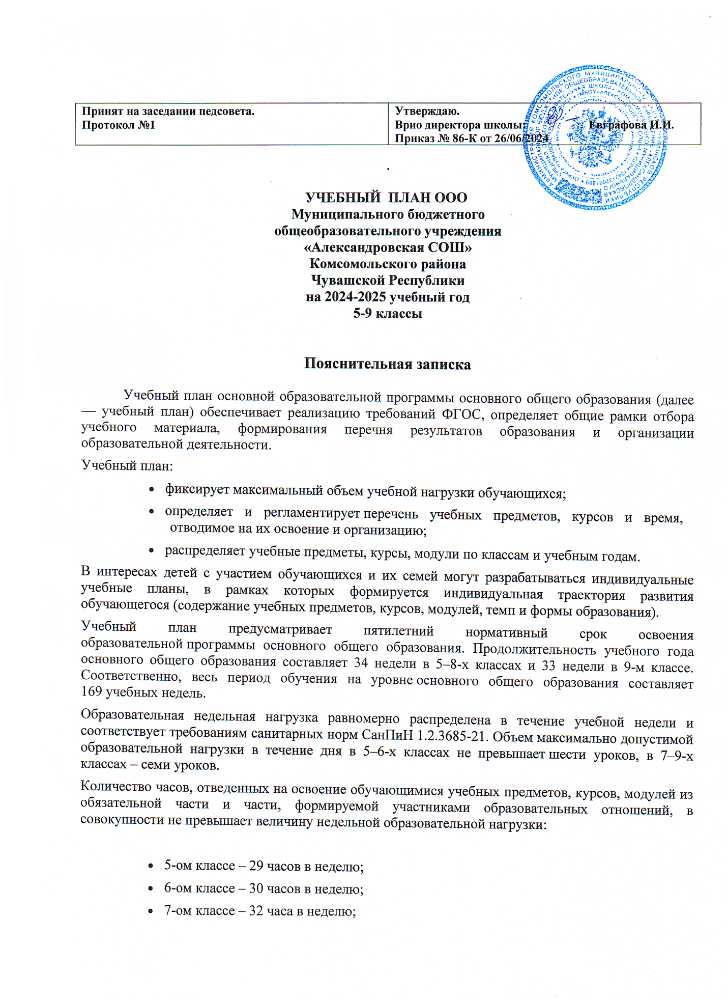 Принят на заседании педсовета.
Протокол №1
Утверждаю.
Врио директора школы: Евграфова И.И.
Приказ № 86-К от 26/06/2024
УЧЕБНЫЙ ПЛАН ООО
Муниципального бюджетного
общеобразовательного учреждения
«Александровская СОШ»
Комсомольского района
Чувашской Республики
на 2024-2025 учебный год
5-9 классы
Пояснительная записка
Учебный план основной образовательной программы основного общего образования (далее
— учебный план) обеспечивает реализацию требований ФГОС, определяет общие рамки отбора
учебного материала, формирования перечня результатов образования и организации
образовательной деятельности.
Учебный план:
• фиксирует максимальный объем учебной нагрузки обучающихся;
• определяет и регламентирует перечень учебных предметов, курсов и время,
отводимое на их освоение и организацию;
• распределяет учебные предметы, курсы, модули по классам и учебным годам.
В интересах детей с участием обучающихся и их семей могут разрабатываться индивидуальные
учебные планы, в рамках которых формируется индивидуальная траектория развития
обучающегося (содержание учебных предметов, курсов, модулей, темп и формы образования).
Учебный план предусматривает пятилетний нормативный срок освоения
образовательной программы основного общего образования. Продолжительность учебного года
основного общего образования составляет 34 недели в 5–8-х классах и 33 недели в 9-м классе.
Соответственно, весь период обучения на уровне основного общего образования составляет
169 учебных недель.
Образовательная недельная нагрузка равномерно распределена в течение учебной недели и
соответствует требованиям санитарных норм СанПиН 1.2.3685-21. Объем максимально допустимой
образовательной нагрузки в течение дня в 5–6-х классах не превышает шести уроков, в 7–9-х
классах – семи уроков.
Количество часов, отведенных на освоение обучающимися учебных предметов, курсов, модулей из
обязательной части и части, формируемой участниками образовательных отношений, в
совокупности не превышает величину недельной образовательной нагрузки:
• 5-ом классе – 29 часов в неделю;
• 6-ом классе – 30 часов в неделю;
• 7-ом классе – 32 часа в неделю;